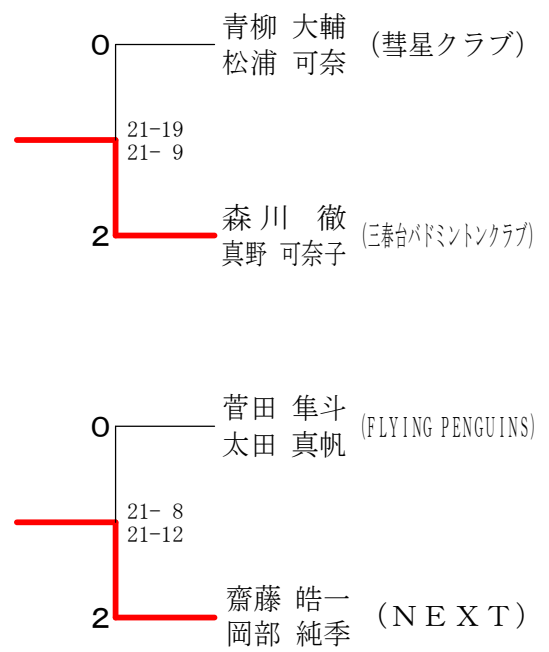 0
青柳 大輔 (彗星クラブ)
松浦 可奈
21-19
21- 9
2
森川 徹 (三春台バドミントンクラブ)
真野 可奈子
0
菅田 隼斗 (FLYING PENGUINS)
太田 真帆
21- 8
21-12
2
齋藤 皓一 (NEXT)
岡部 純季